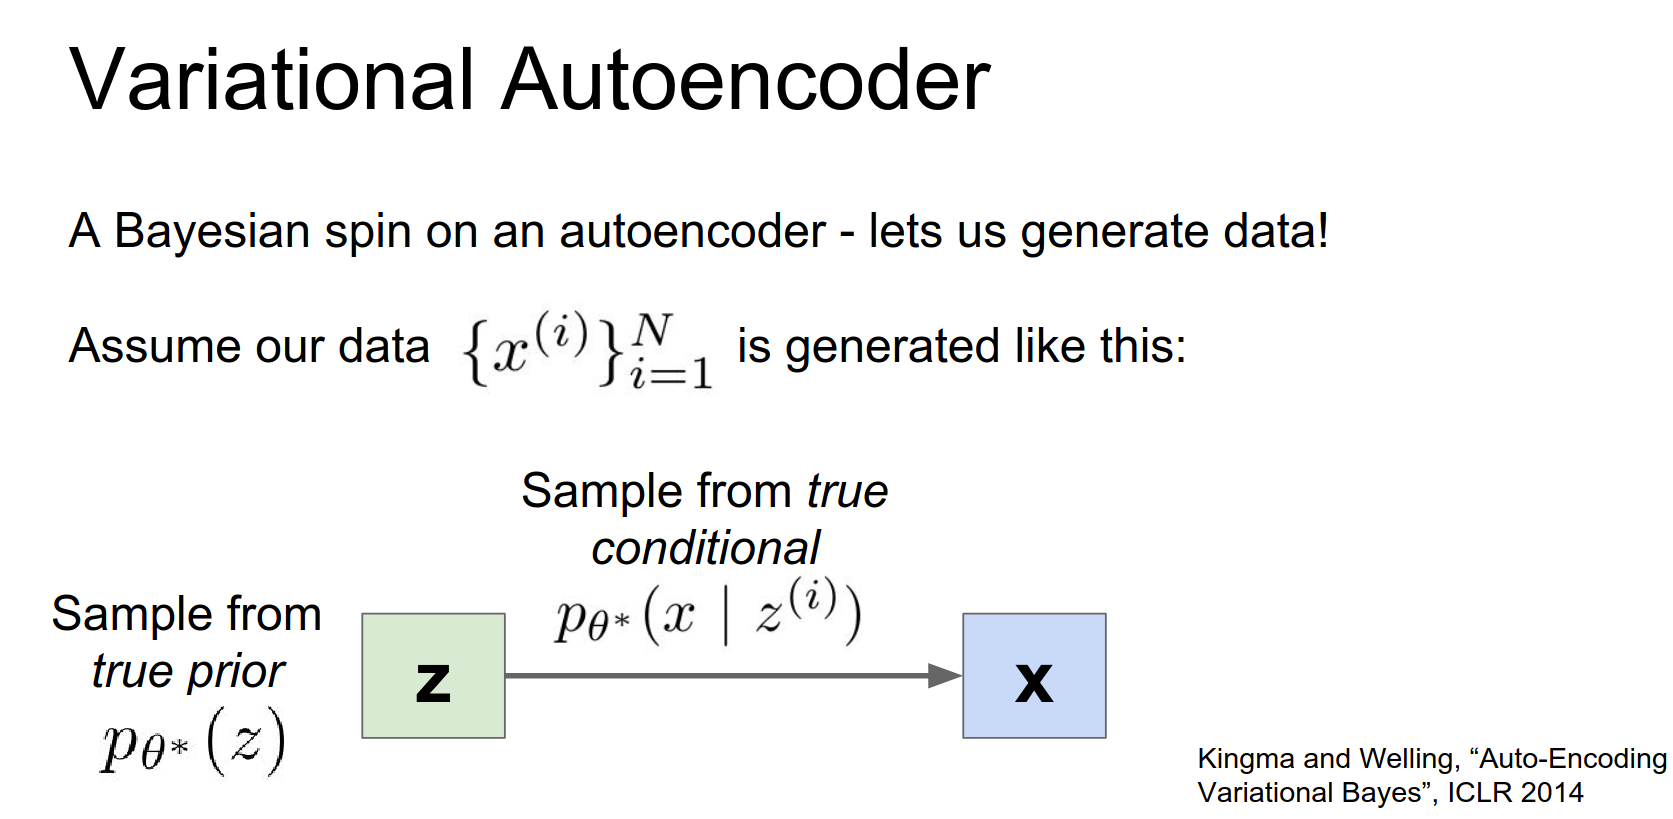 Variational Autoencoder
A Bayesian spin on an autoencoder - lets us generate data!
Assume our data $\{x^{(i)}\}_{i=1}^{N}$ is generated like this:
Sample from true
conditional
$p_{\theta^*}(x \mid z^{(i)})$
Sample from
true prior
$p_{\theta^*}(z)$
z
x
Kingma and Welling, “Auto-Encoding
Variational Bayes”, ICLR 2014